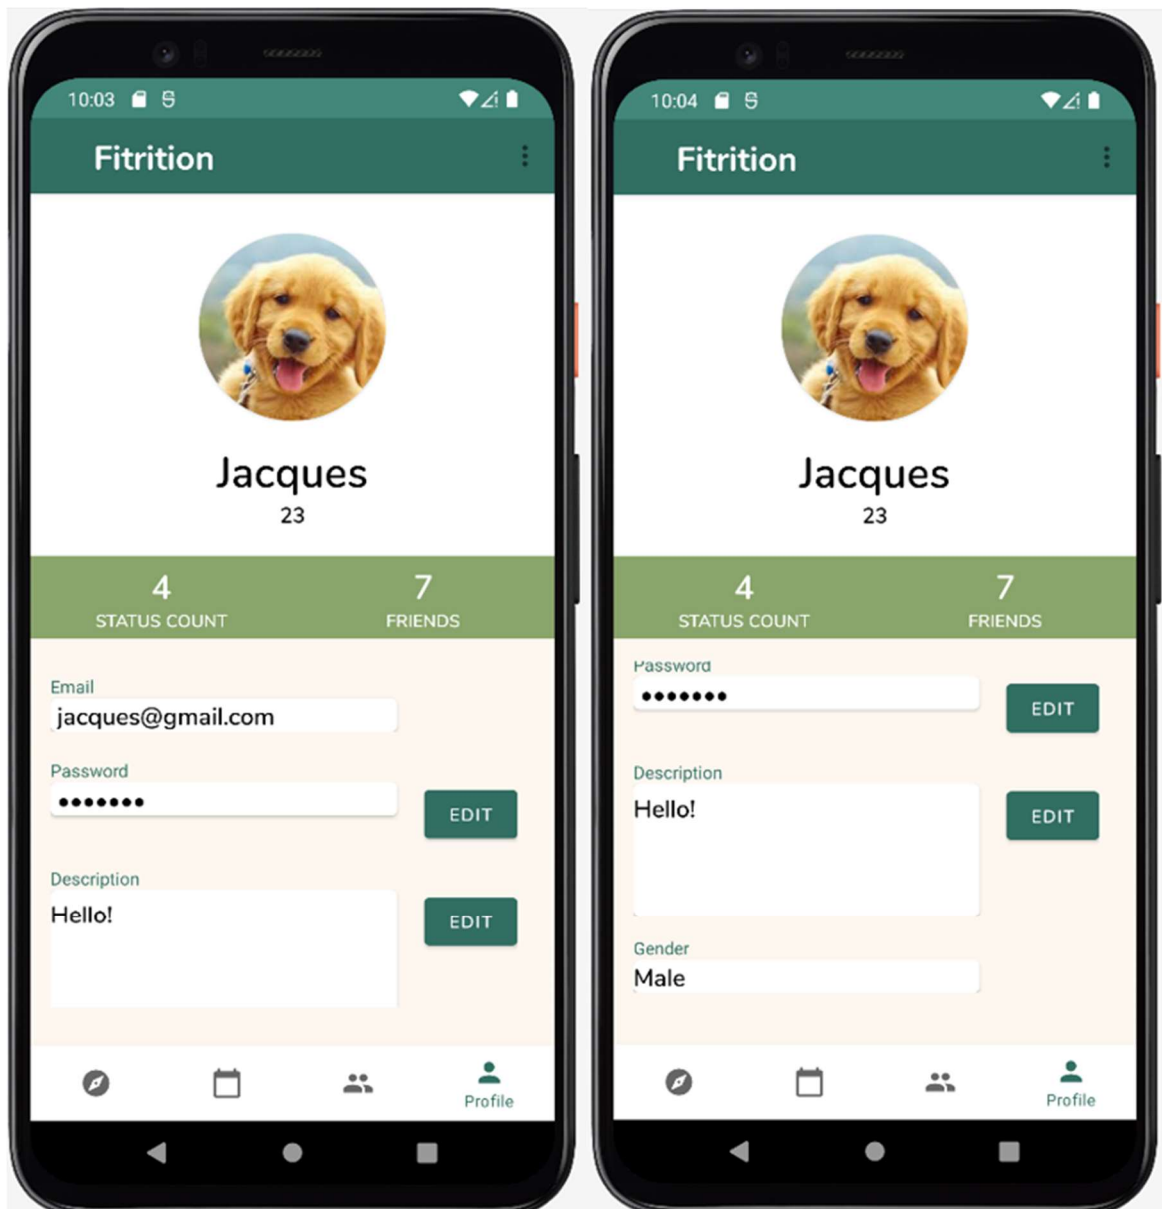 10:03
Fitrition
Jacques
23
4 7
STATUS COUNT FRIENDS
Email
jacques@gmail.com
Password
•••••••
EDIT
Description
Hello!
EDIT
Profile
10:04
Fitrition
Jacques
23
4 7
STATUS COUNT FRIENDS
Password
•••••••
EDIT
Description
Hello!
EDIT
Gender
Male
Profile